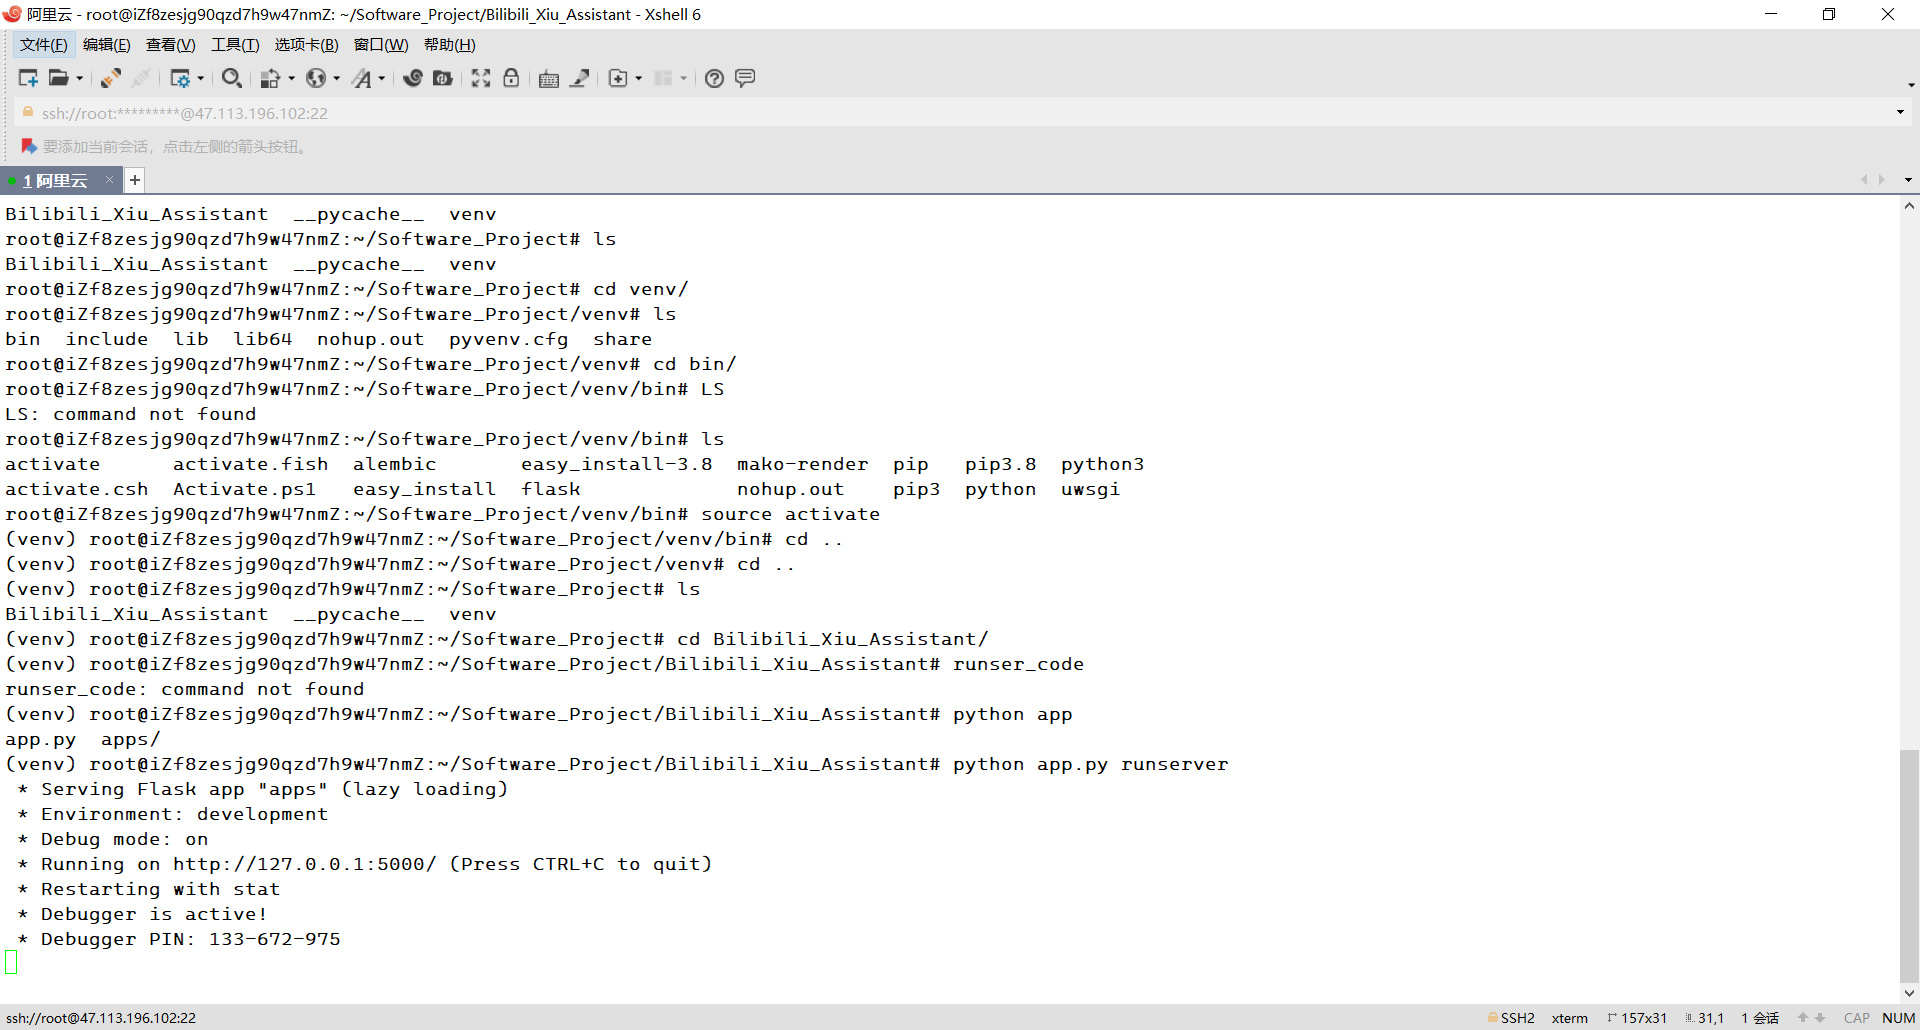 阿里云 - root@iZf8zesjg90qzd7h9w47nmZ: ~/Software_Project/Bilibili_Xiu_Assistant - Xshell 6
文件(F) 编辑(E) 查看(V) 工具(T) 选项卡(B) 窗口(W) 帮助(H)
ssh://root:*********@47.113.196.102:22
要添加当前会话，点击左侧的箭头按钮。
1 阿里云 × +
Bilibili_Xiu_Assistant  __pycache__  venv
root@iZf8zesjg90qzd7h9w47nmZ:~/Software_Project# ls
Bilibili_Xiu_Assistant  __pycache__  venv
root@iZf8zesjg90qzd7h9w47nmZ:~/Software_Project# cd venv/
root@iZf8zesjg90qzd7h9w47nmZ:~/Software_Project/venv# ls
bin  include  lib  lib64  nohup.out  pyvenv.cfg  share
root@iZf8zesjg90qzd7h9w47nmZ:~/Software_Project/venv# cd bin/
root@iZf8zesjg90qzd7h9w47nmZ:~/Software_Project/venv/bin# LS
LS: command not found
root@iZf8zesjg90qzd7h9w47nmZ:~/Software_Project/venv/bin# ls
activate      activate.fish  alembic       easy_install-3.8  mako-render  pip   pip3.8  python3
activate.csh  Activate.ps1   easy_install  flask             nohup.out    pip3  python  uwsgi
root@iZf8zesjg90qzd7h9w47nmZ:~/Software_Project/venv/bin# source activate
(venv) root@iZf8zesjg90qzd7h9w47nmZ:~/Software_Project/venv/bin# cd ..
(venv) root@iZf8zesjg90qzd7h9w47nmZ:~/Software_Project/venv# cd ..
(venv) root@iZf8zesjg90qzd7h9w47nmZ:~/Software_Project# ls
Bilibili_Xiu_Assistant  __pycache__  venv
(venv) root@iZf8zesjg90qzd7h9w47nmZ:~/Software_Project# cd Bilibili_Xiu_Assistant/
(venv) root@iZf8zesjg90qzd7h9w47nmZ:~/Software_Project/Bilibili_Xiu_Assistant# runser_code
runser_code: command not found
(venv) root@iZf8zesjg90qzd7h9w47nmZ:~/Software_Project/Bilibili_Xiu_Assistant# python app
app.py  apps/
(venv) root@iZf8zesjg90qzd7h9w47nmZ:~/Software_Project/Bilibili_Xiu_Assistant# python app.py runserver
 * Serving Flask app "apps" (lazy loading)
 * Environment: development
 * Debug mode: on
 * Running on http://127.0.0.1:5000/ (Press CTRL+C to quit)
 * Restarting with stat
 * Debugger is active!
 * Debugger PIN: 133-672-975
ssh://root@47.113.196.102:22 SSH2 xterm 157x31 31,1 1 会话 CAP NUM